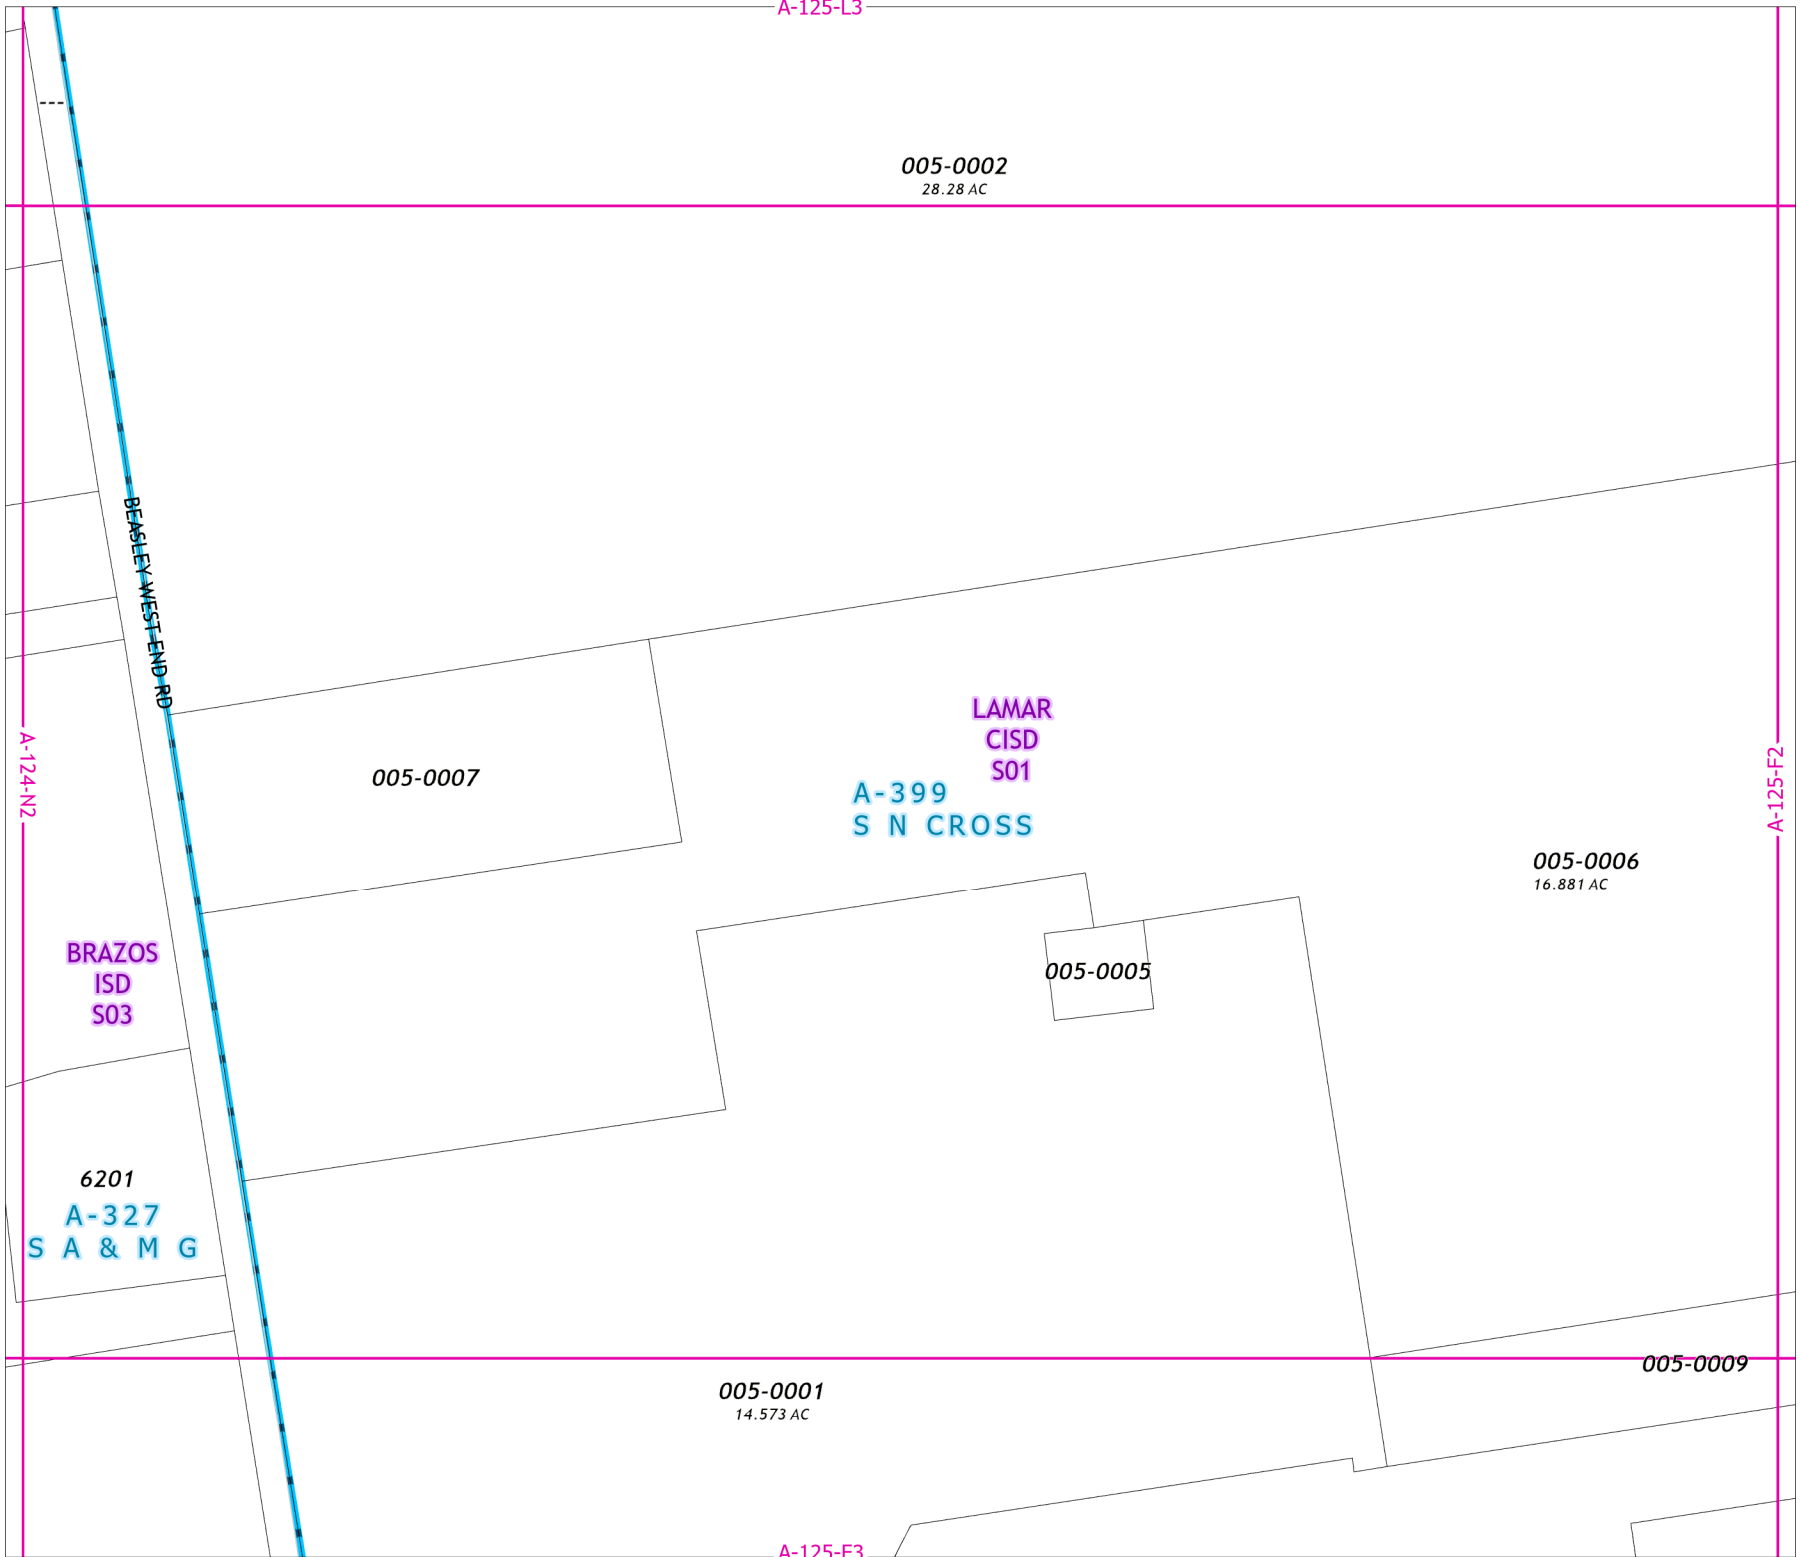 A-125-L3
005-0002
28.28 AC
BEASLEY WEST END RD
LAMAR
CISD
S01
A-124-N2
A-125-F2
005-0007
A-399
S N CROSS
005-0006
16.881 AC
BRAZOS
ISD
S03
005-0005
6201
A-327
S A & M G
005-0009
005-0001
14.573 AC